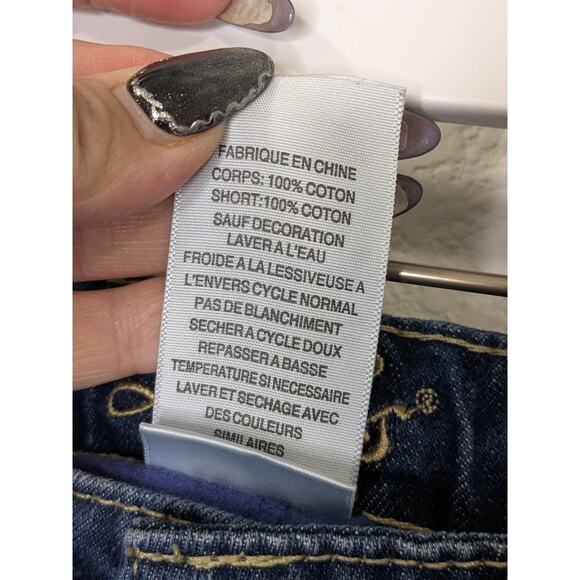 FABRIQUE EN CHINE
CORPS: 100% COTON
SHORT:100% COTON
SAUF DECORATION
LAVER A L'EAU
FROIDE A LA LESSIVEUSE A
L'ENVERS CYCLE NORMAL
PAS DE BLANCHIMENT
SECHER A CYCLE DOUX
REPASSER A BASSE
TEMPERATURE SI NECESSAIRE
LAVER ET SECHAGE AVEC
DES COULEURS
SIMILAIRES
®